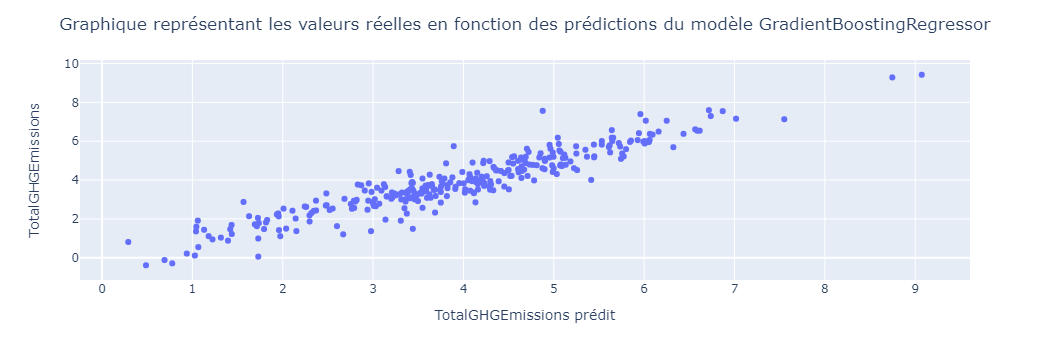 Graphique représentant les valeurs réelles en fonction des prédictions du modèle GradientBoostingRegressor
TotalGHGEmissions
10
8
6
4
2
0
0 1 2 3 4 5 6 7 8 9
TotalGHGEmissions prédit